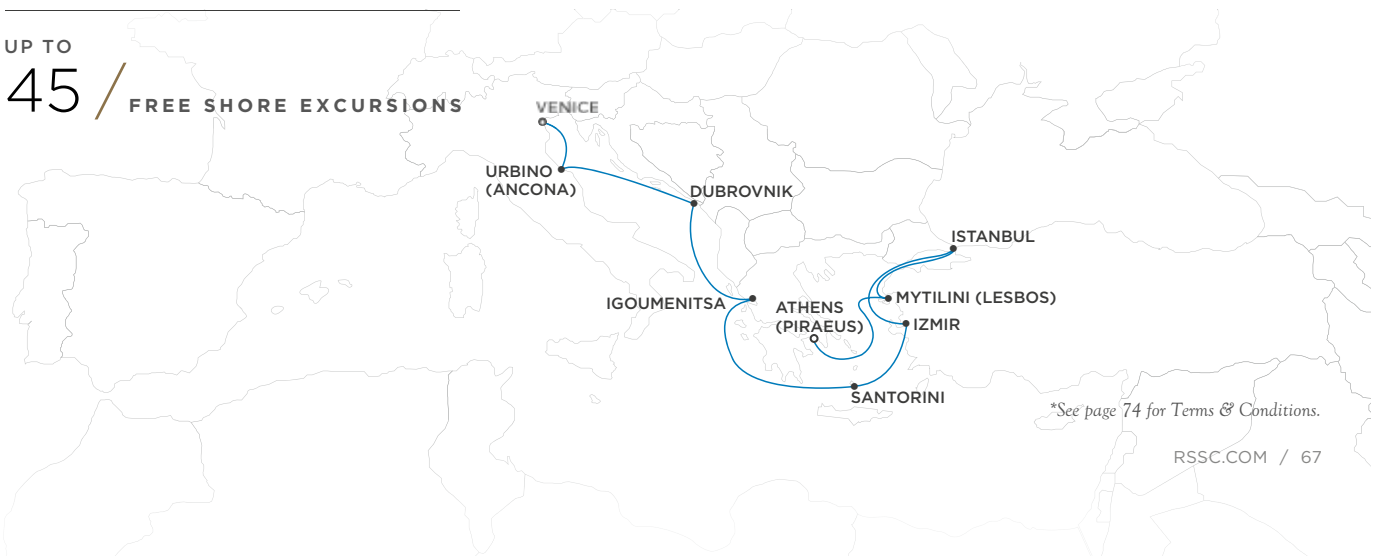 UP TO
45 / FREE SHORE EXCURSIONS
VENICE
URBINO
(ANCONA)
DUBROVNIK
ISTANBUL
IGOUMENITSA
ATHENS
(PIRAEUS)
MYTILINI (LESBOS)
IZMIR
SANTORINI
*See page 74 for Terms & Conditions.
RSSC.COM / 67